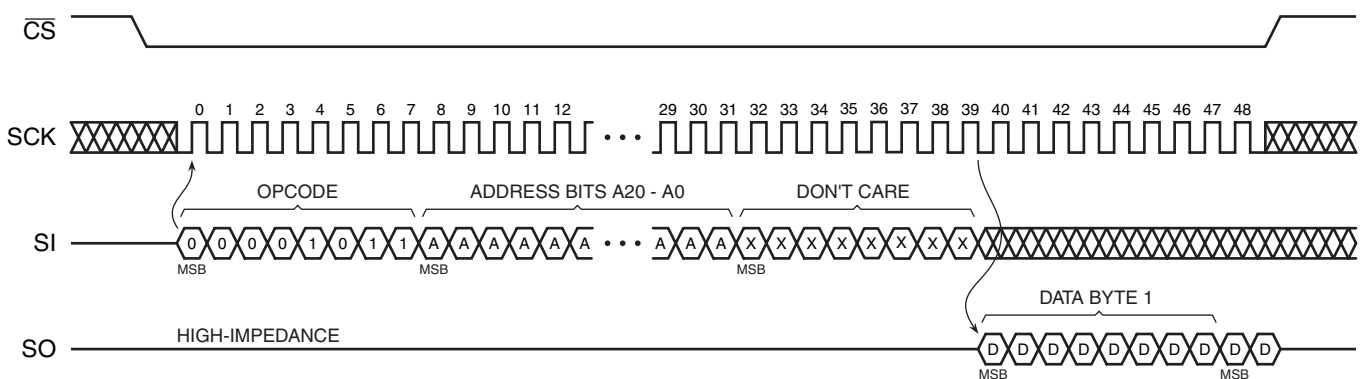 CS
0 1 2 3 4 5 6 7 8 9 10 11 12 29 30 31 32 33 34 35 36 37 38 39 40 41 42 43 44 45 46 47 48
SCK • • •
OPCODE ADDRESS BITS A20 - A0 DON'T CARE
SI 0 0 0 0 1 0 1 1 A A A A A A • • • A A A X X X X X X X X
MSB MSB MSB
DATA BYTE 1
HIGH-IMPEDANCE
SO D D D D D D D D D D
MSB MSB